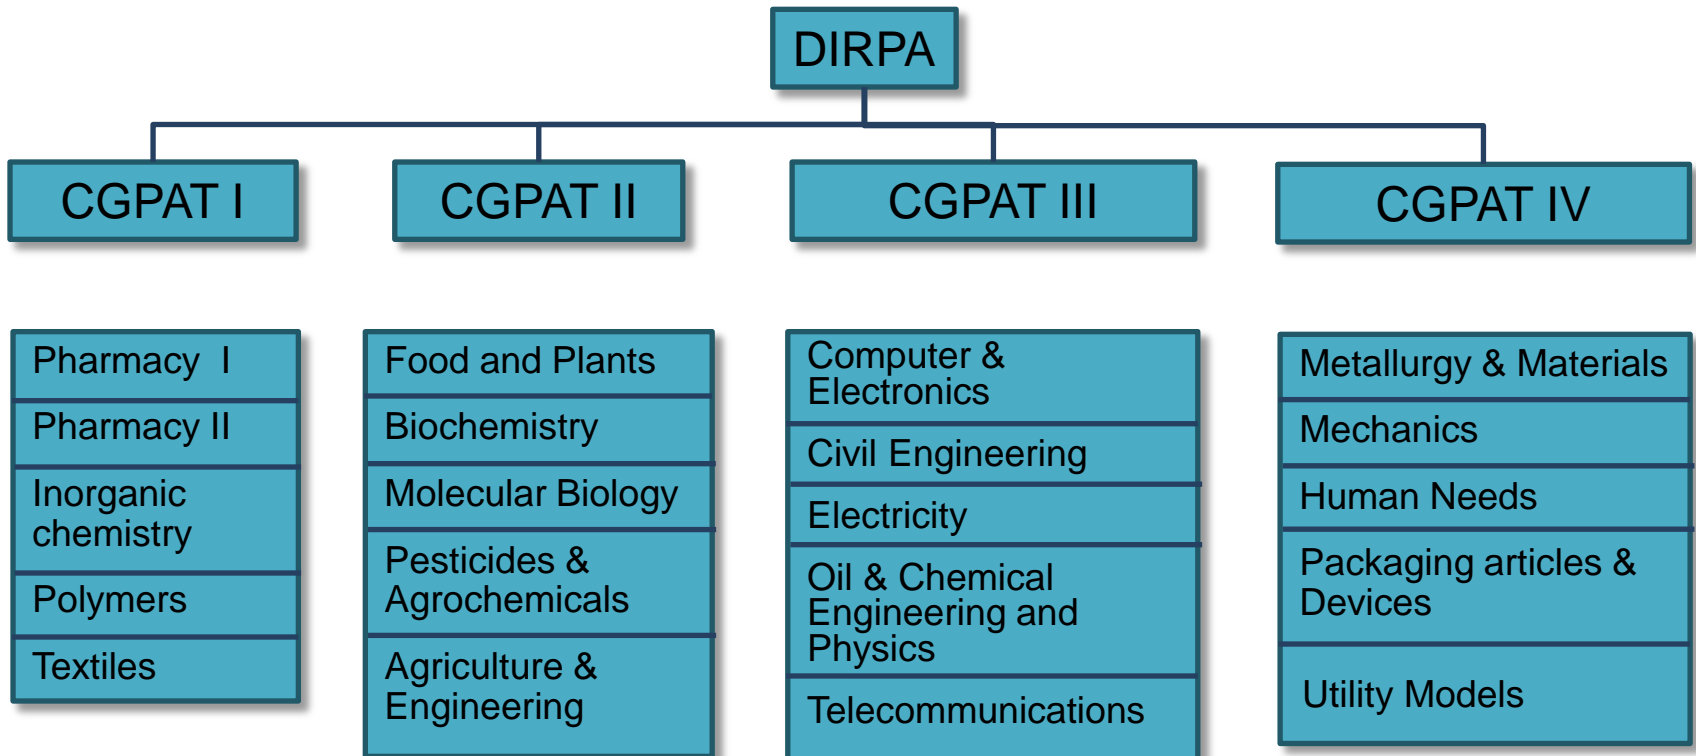 DIRPA
CGPAT I
CGPAT II
CGPAT III
CGPAT IV
Pharmacy I
Pharmacy II
Inorganic
chemistry
Polymers
Textiles
Food and Plants
Biochemistry
Molecular Biology
Pesticides &
Agrochemicals
Agriculture &
Engineering
Computer &
Electronics
Civil Engineering
Electricity
Oil & Chemical
Engineering and
Physics
Telecommunications
Metallurgy & Materials
Mechanics
Human Needs
Packaging articles &
Devices
Utility Models